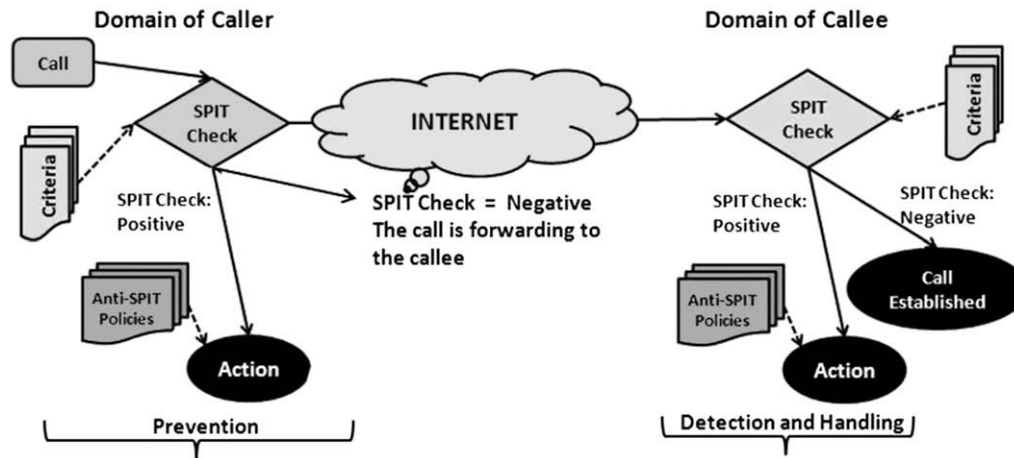 Domain of Caller
Domain of Callee
Call
SPIT
Check
Criteria
INTERNET
SPIT
Check
Criteria
SPIT Check:
Positive
SPIT Check = Negative
The call is forwarding to
the callee
SPIT Check:
Positive
SPIT Check:
Negative
Anti-SPIT
Policies
Action
Call
Established
Anti-SPIT
Policies
Action
Prevention
Detection and Handling